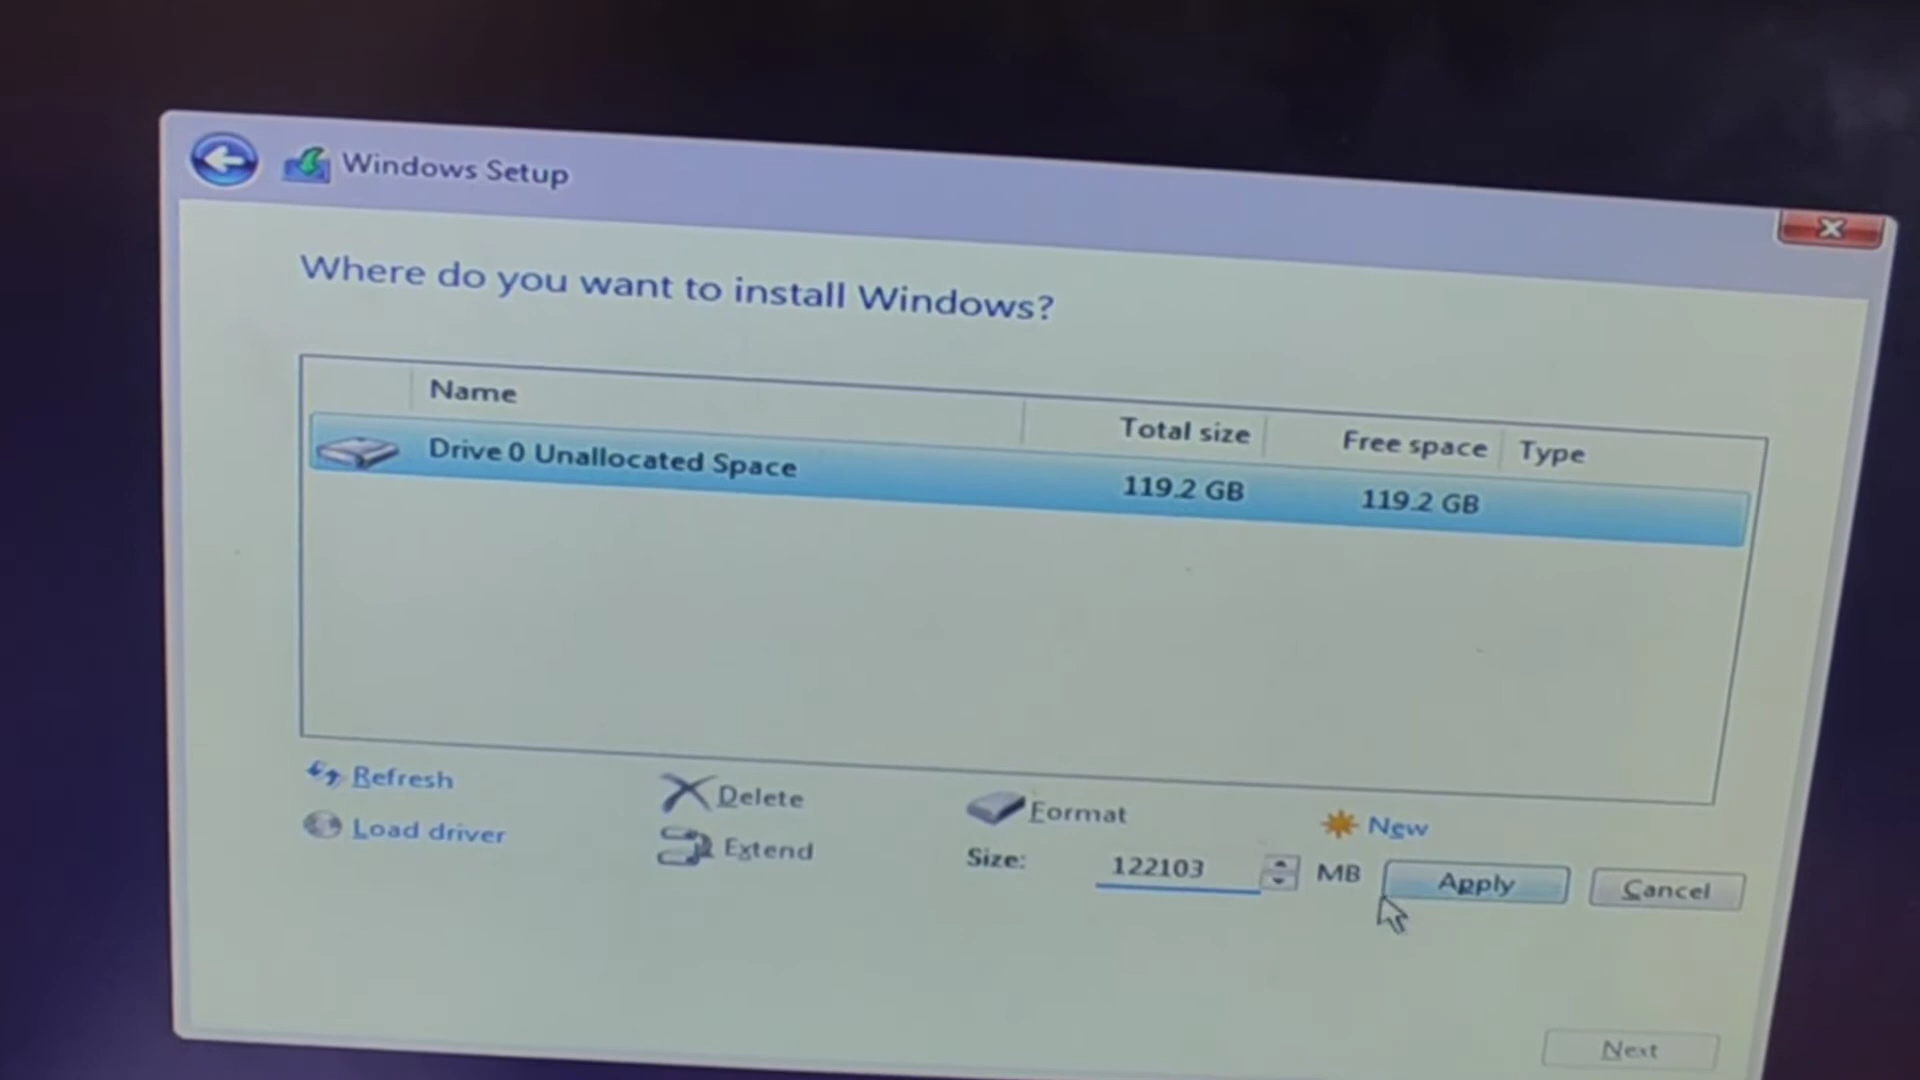 Windows Setup
Where do you want to install Windows?
Name Total size Free space Type
Drive 0 Unallocated Space 119.2 GB 119.2 GB
Refresh Delete Format New
Load driver Extend Size: 122103 MB Apply Cancel
Next